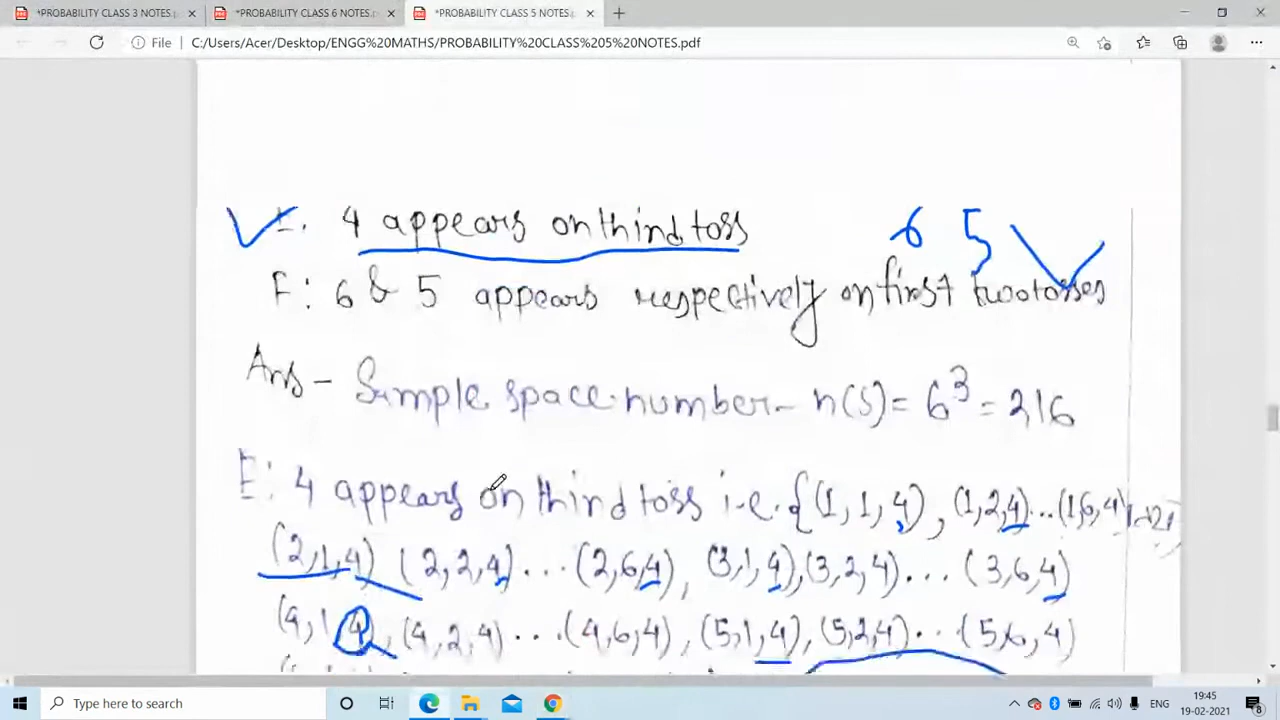 *PROBABILITY CLASS 3 NOTES.
*PROBABILITY CLASS 6 NOTES.
*PROBABILITY CLASS 5 NOTES.
File C:/Users/Acer/Desktop/ENGG%20MATHS/PROBABILITY%20CLASS%205%20NOTES.pdf
4 appears on third toss
6 5
F: 6 & 5 appears respectively on first two tosses
Ans - Sample space number - n(S) = 6³ = 216
E: 4 appears on third toss i.e. {(1,1,4), (1,2,4)...(1,6,4)
(2,1,4) (2,2,4)...(2,6,4), (3,1,4),(3,2,4)...(3,6,4)
(4,1,4), (4,2,4)...(4,6,4), (5,1,4), (5,2,4)...(5,6,4)
Type here to search
ENG
19:45
19-02-2021
8